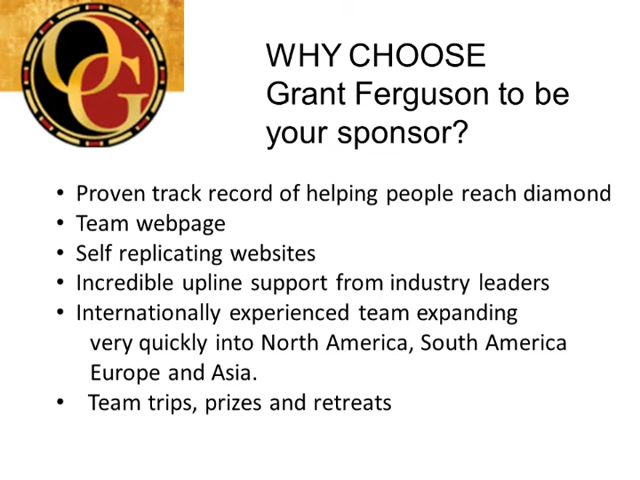 OG
WHY CHOOSE
Grant Ferguson to be
your sponsor?
• Proven track record of helping people reach diamond
• Team webpage
• Self replicating websites
• Incredible upline support from industry leaders
• Internationally experienced team expanding
very quickly into North America, South America
Europe and Asia.
• Team trips, prizes and retreats